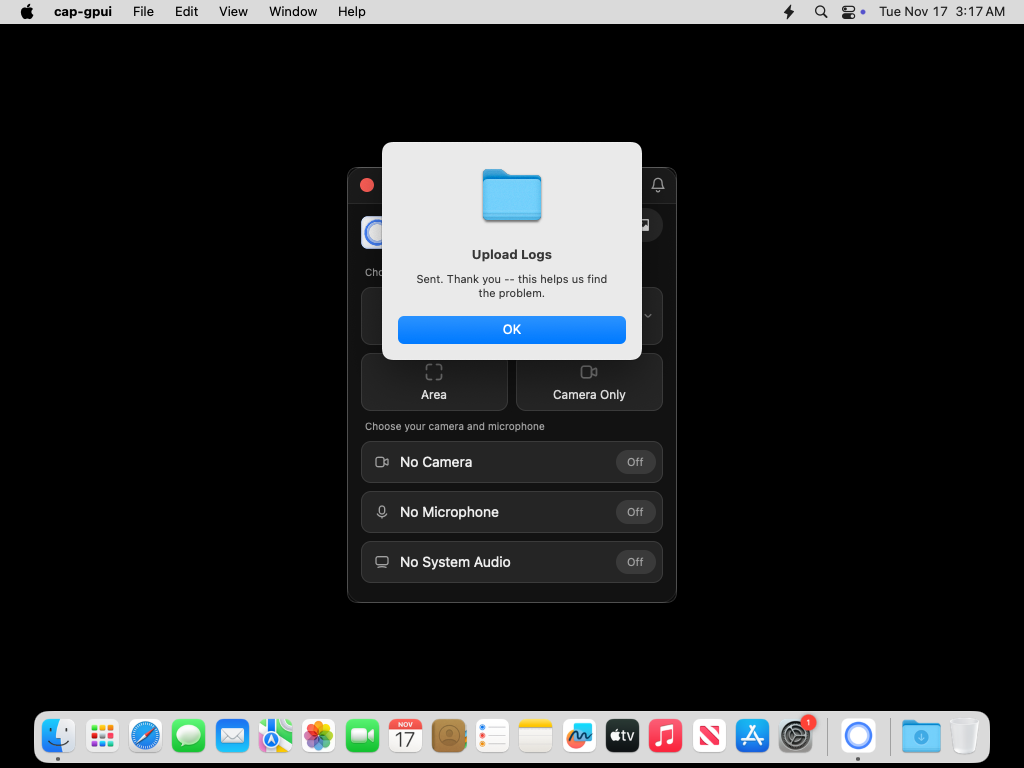 cap-gpui File Edit View Window Help Tue Nov 17 3:17 AM
Upload Logs
Sent. Thank you -- this helps us find
the problem.
OK
Area
Camera Only
Choose your camera and microphone
No Camera Off
No Microphone Off
No System Audio Off
NOV
17
tv
1